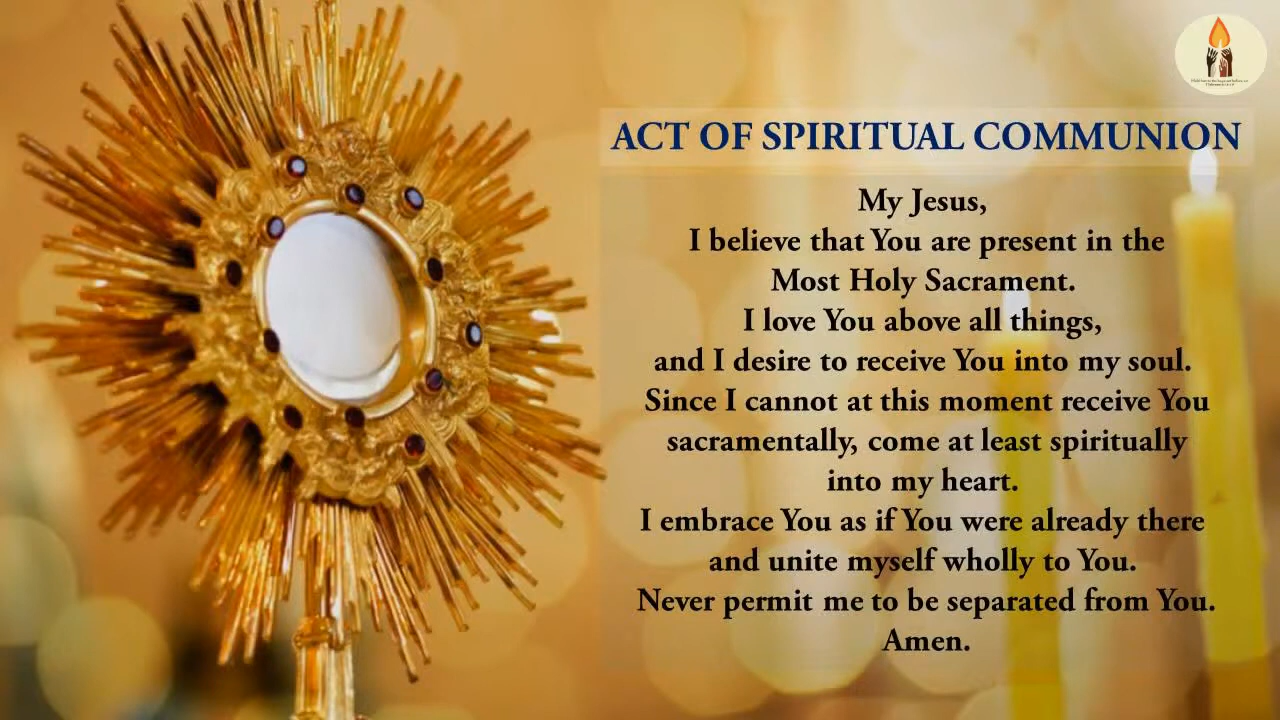 ACT OF SPIRITUAL COMMUNION
My Jesus,
I believe that You are present in the
Most Holy Sacrament.
I love You above all things,
and I desire to receive You into my soul.
Since I cannot at this moment receive You
sacramentally, come at least spiritually
into my heart.
I embrace You as if You were already there
and unite myself wholly to You.
Never permit me to be separated from You.
Amen.